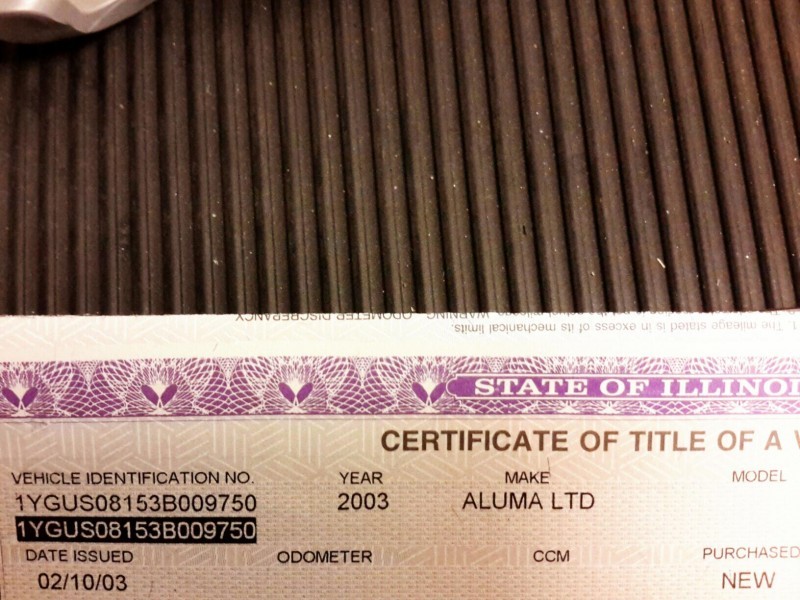 ODOMETER DISCREPANCY
WARNING
1. The mileage stated is in excess of its mechanical limits.
STATE OF ILLINOI
CERTIFICATE OF TITLE OF A
VEHICLE IDENTIFICATION NO. YEAR MAKE MODEL
1YGUS08153B009750 2003 ALUMA LTD
1YGUS08153B009750
DATE ISSUED ODOMETER CCM PURCHASED
02/10/03 NEW